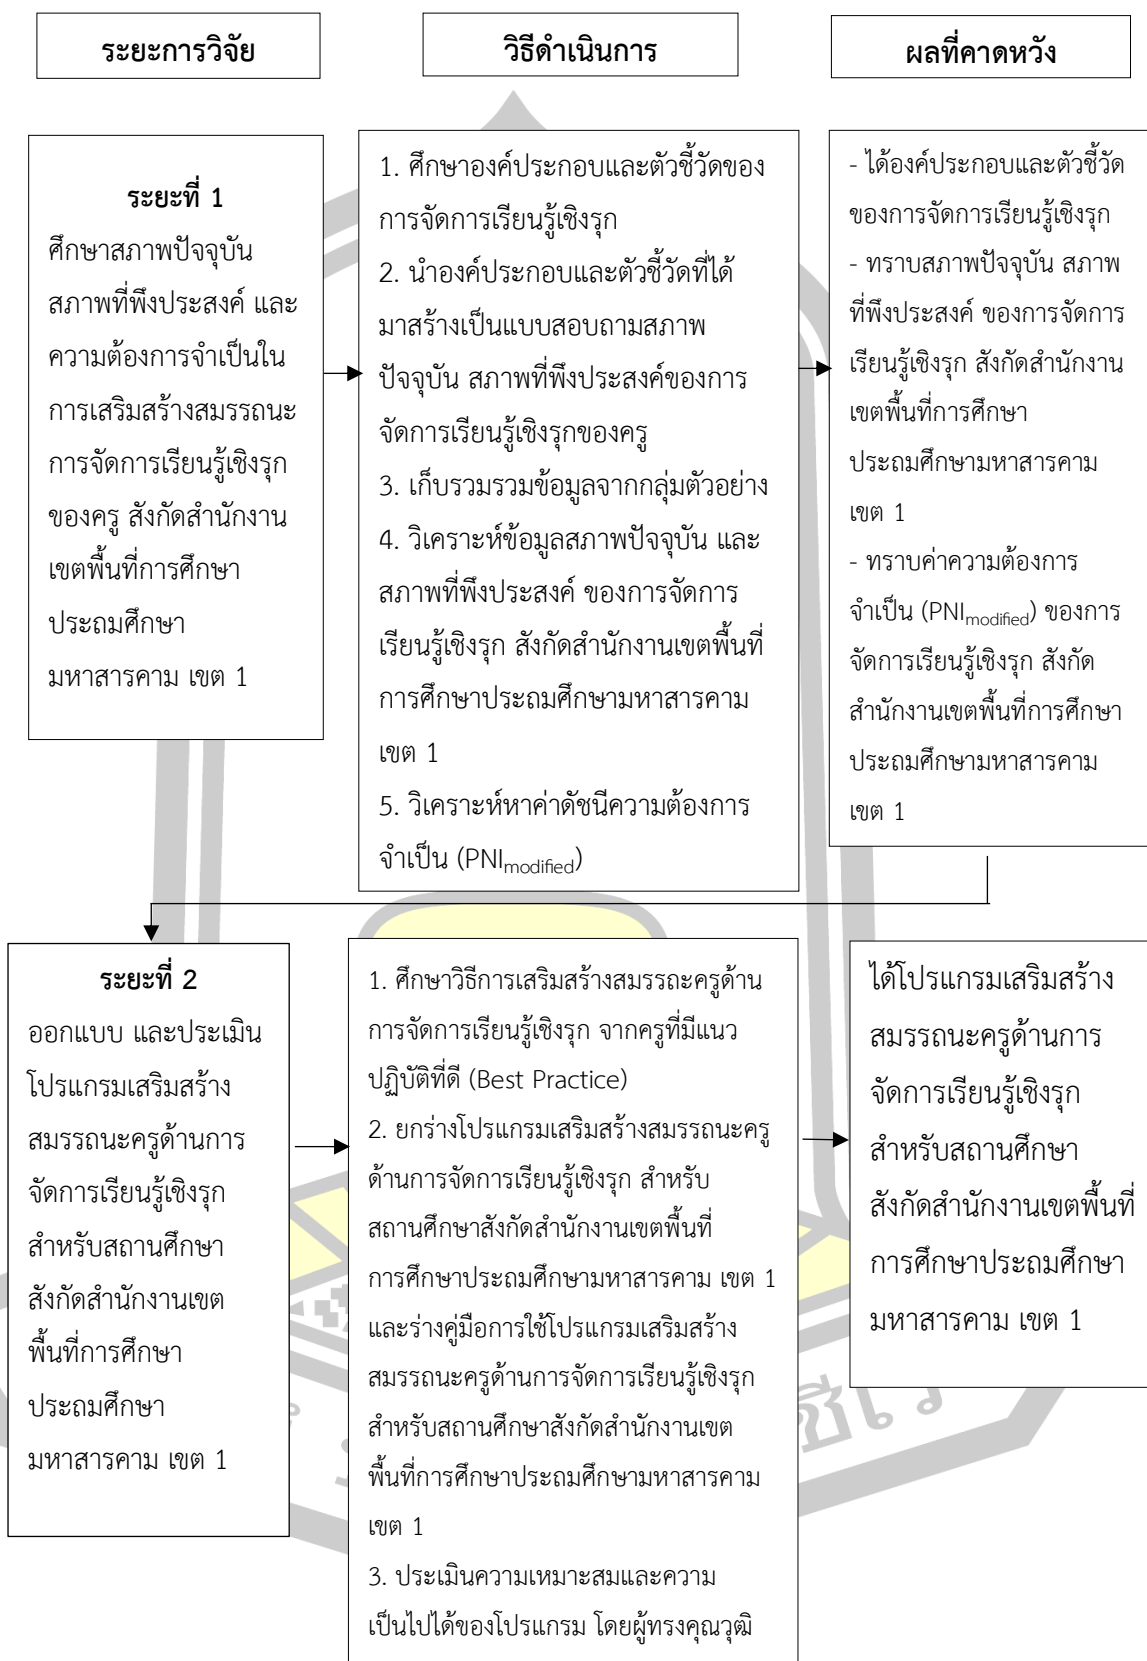 ระยะการวิจัย
วิธีดำเนินการ
ผลที่คาดหวัง
ระยะที่ 1
ศึกษาสภาพปัจจุบัน
สภาพที่พึงประสงค์ และ
ความต้องการจำเป็นใน
การเสริมสร้างสมรรถนะ
การจัดการเรียนรู้เชิงรุก
ของครู สังกัดสำนักงาน
เขตพื้นที่การศึกษา
ประถมศึกษา
มหาสารคาม เขต 1
1. ศึกษาองค์ประกอบและตัวชี้วัดของ
การจัดการเรียนรู้เชิงรุก
2. นำองค์ประกอบและตัวชี้วัดที่ได้
มาสร้างเป็นแบบสอบถามสภาพ
ปัจจุบัน สภาพที่พึงประสงค์ของการ
จัดการเรียนรู้เชิงรุกของครู
3. เก็บรวมรวมข้อมูลจากกลุ่มตัวอย่าง
4. วิเคราะห์ข้อมูลสภาพปัจจุบัน และ
สภาพที่พึงประสงค์ ของการจัดการ
เรียนรู้เชิงรุก สังกัดสำนักงานเขตพื้นที่
การศึกษาประถมศึกษามหาสารคาม
เขต 1
5. วิเคราะห์หาค่าดัชนีความต้องการ
จำเป็น (PNImodified)
- ได้องค์ประกอบและตัวชี้วัด
ของการจัดการเรียนรู้เชิงรุก
- ทราบสภาพปัจจุบัน สภาพ
ที่พึงประสงค์ ของการจัดการ
เรียนรู้เชิงรุก สังกัดสำนักงาน
เขตพื้นที่การศึกษา
ประถมศึกษามหาสารคาม
เขต 1
- ทราบค่าความต้องการ
จำเป็น (PNImodified) ของการ
จัดการเรียนรู้เชิงรุก สังกัด
สำนักงานเขตพื้นที่การศึกษา
ประถมศึกษามหาสารคาม
เขต 1
ระยะที่ 2
ออกแบบ และประเมิน
โปรแกรมเสริมสร้าง
สมรรถนะครูด้านการ
จัดการเรียนรู้เชิงรุก
สำหรับสถานศึกษา
สังกัดสำนักงานเขต
พื้นที่การศึกษา
ประถมศึกษา
มหาสารคาม เขต 1
1. ศึกษาวิธีการเสริมสร้างสมรรถะครูด้าน
การจัดการเรียนรู้เชิงรุก จากครูที่มีแนว
ปฏิบัติที่ดี (Best Practice)
2. ยกร่างโปรแกรมเสริมสร้างสมรรถนะครู
ด้านการจัดการเรียนรู้เชิงรุก สำหรับ
สถานศึกษาสังกัดสำนักงานเขตพื้นที่
การศึกษาประถมศึกษามหาสารคาม เขต 1
และร่างคู่มือการใช้โปรแกรมเสริมสร้าง
สมรรถนะครูด้านการจัดการเรียนรู้เชิงรุก
สำหรับสถานศึกษาสังกัดสำนักงานเขต
พื้นที่การศึกษาประถมศึกษามหาสารคาม
เขต 1
3. ประเมินความเหมาะสมและความ
เป็นไปได้ของโปรแกรม โดยผู้ทรงคุณวุฒิ
ได้โปรแกรมเสริมสร้าง
สมรรถนะครูด้านการ
จัดการเรียนรู้เชิงรุก
สำหรับสถานศึกษา
สังกัดสำนักงานเขตพื้นที่
การศึกษาประถมศึกษา
มหาสารคาม เขต 1